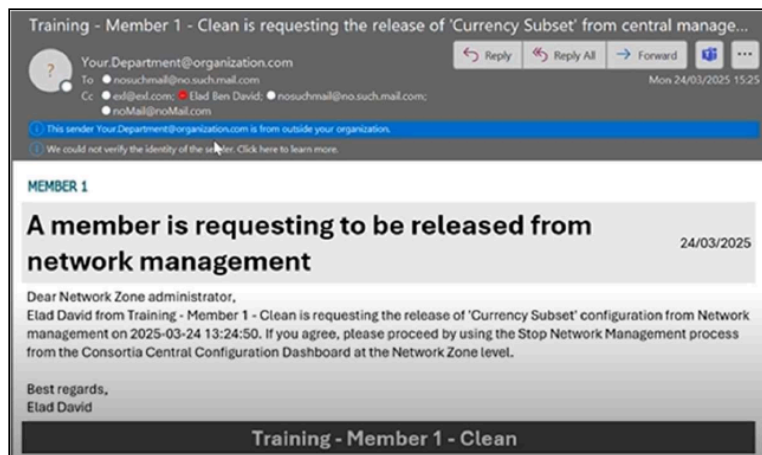 Training - Member 1 - Clean is requesting the release of 'Currency Subset' from central manage...
Your.Department@organization.com
Reply
Reply All
Forward
To nosuchmail@no.such.mail.com
Mon 24/03/2025 15:25
Cc exl@exl.com; Elad Ben David; nosuchmail@no.such.mail.com;
noMail@noMail.com
This sender Your.Department@organization.com is from outside your organization.
We could not verify the identity of the sender. Click here to learn more.
MEMBER 1
A member is requesting to be released from
network management
24/03/2025
Dear Network Zone administrator,
Elad David from Training - Member 1 - Clean is requesting the release of 'Currency Subset' configuration from Network
management on 2025-03-24 13:24:50. If you agree, please proceed by using the Stop Network Management process
from the Consortia Central Configuration Dashboard at the Network Zone level.
Best regards,
Elad David
Training - Member 1 - Clean